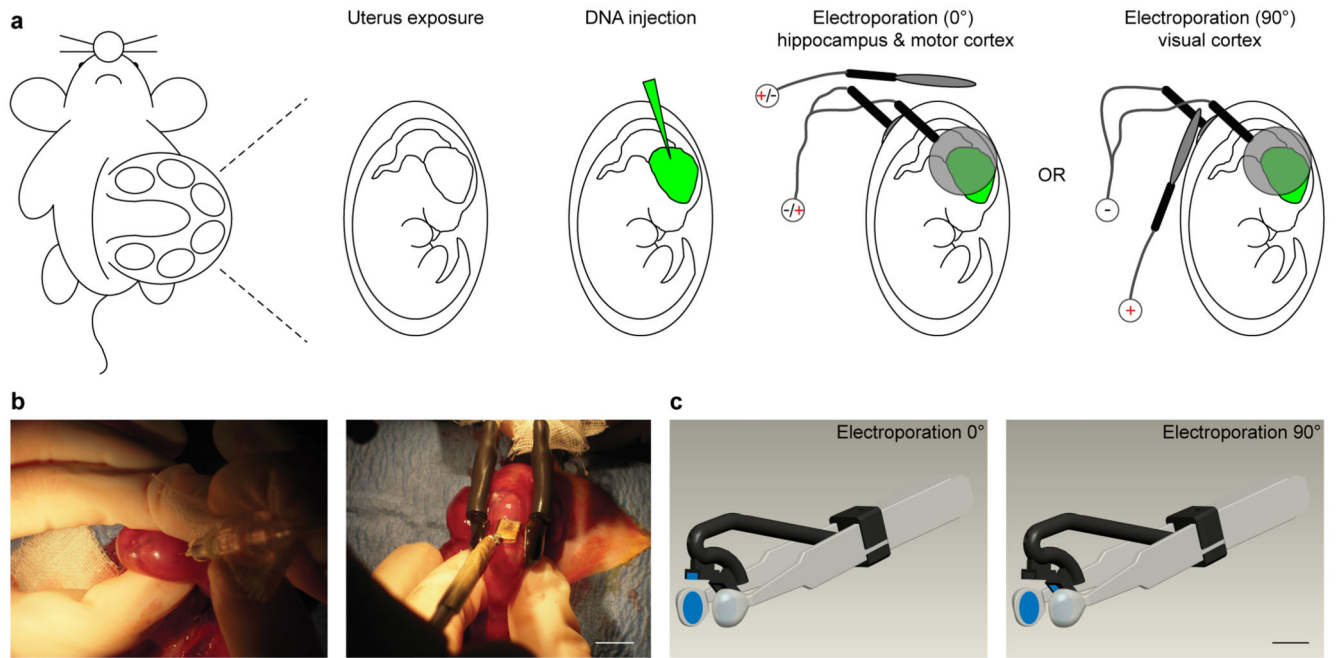 a
Uterus exposure
DNA injection
Electroporation (0°)
hippocampus & motor cortex
Electroporation (90°)
visual cortex
+/-
-/+
OR
-
+
b
c
Electroporation 0°
Electroporation 90°